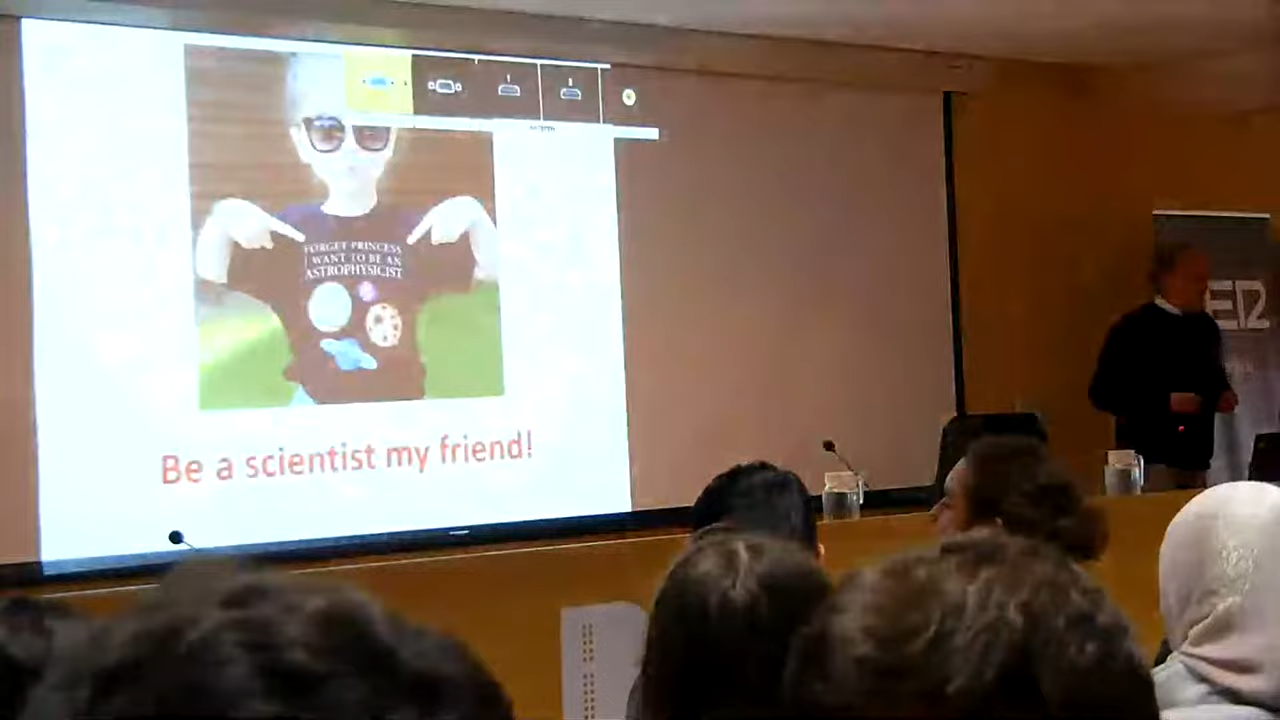 FORGET PRINCESS
I WANT TO BE AN
ASTROPHYSICIST
Be a scientist my friend!